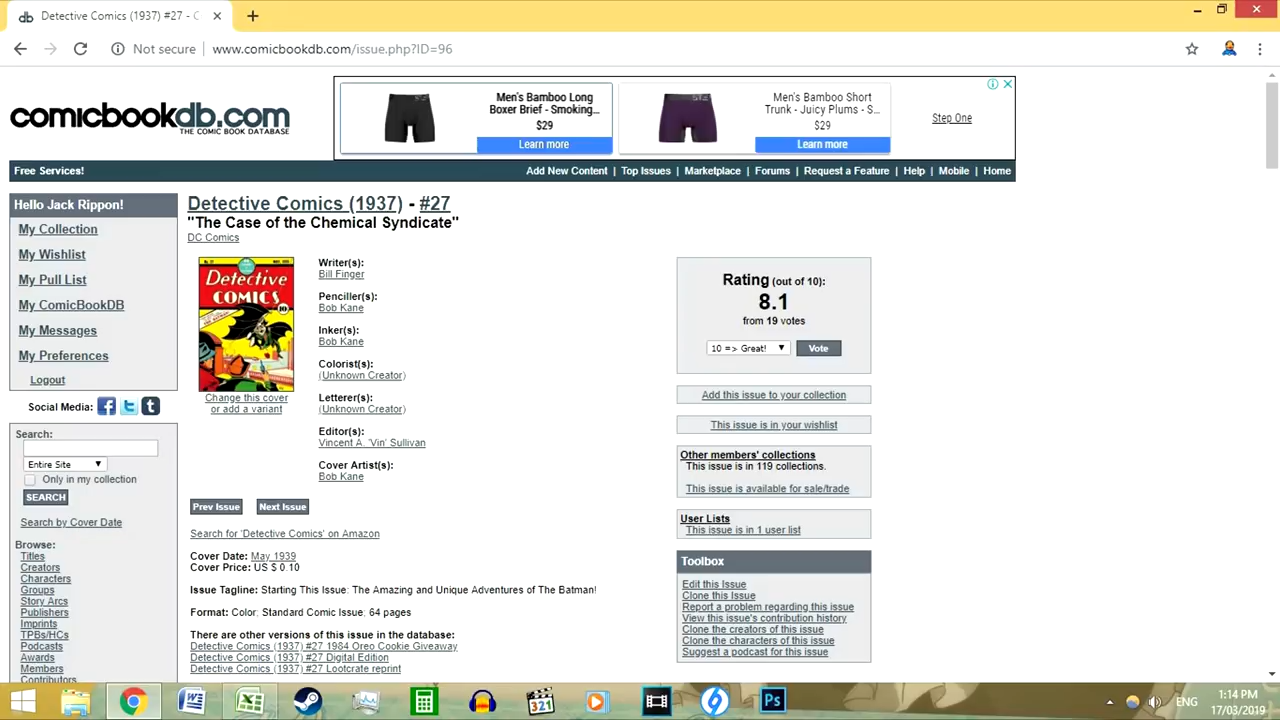 Detective Comics (1937) #27 - C
Not secure | www.comicbookdb.com/issue.php?ID=96
comicbookdb.com
THE COMIC BOOK DATABASE
Men's Bamboo Long
Boxer Brief - Smoking...
$29
Learn more
Men's Bamboo Short
Trunk - Juicy Plums - S...
$29
Learn more
Step One
Free Services!
Add New Content | Top Issues | Marketplace | Forums | Request a Feature | Help | Mobile | Home
Hello Jack Rippon!
My Collection
My Wishlist
My Pull List
My ComicBookDB
My Messages
My Preferences
Logout
Social Media:
Search:
Entire Site
Only in my collection
SEARCH
Search by Cover Date
Browse:
Titles
Creators
Characters
Groups
Story Arcs
Publishers
Imprints
TPBs/HCs
Podcasts
Awards
Members
Contributors
Detective Comics (1937) - #27
"The Case of the Chemical Syndicate"
DC Comics
Detective
COMICS
Change this cover
or add a variant
Writer(s):
Bill Finger
Penciller(s):
Bob Kane
Inker(s):
Bob Kane
Colorist(s):
(Unknown Creator)
Letterer(s):
(Unknown Creator)
Editor(s):
Vincent A. 'Vin' Sullivan
Cover Artist(s):
Bob Kane
Prev Issue
Next Issue
Search for 'Detective Comics' on Amazon
Cover Date: May 1939
Cover Price: US $ 0.10
Issue Tagline: Starting This Issue: The Amazing and Unique Adventures of The Batman!
Format: Color; Standard Comic Issue; 64 pages
There are other versions of this issue in the database:
Detective Comics (1937) #27 1984 Oreo Cookie Giveaway
Detective Comics (1937) #27 Digital Edition
Detective Comics (1937) #27 Lootcrate reprint
Rating (out of 10):
8.1
from 19 votes
10 => Great!
Vote
Add this issue to your collection
This issue is in your wishlist
Other members' collections
This issue is in 119 collections.
This issue is available for sale/trade
User Lists
This issue is in 1 user list
Toolbox
Edit this Issue
Clone this Issue
Report a problem regarding this issue
View this issue's contribution history
Clone the creators of this issue
Clone the characters of this issue
Suggest a podcast for this issue
321
Ps
ENG
1:14 PM
17/03/2019